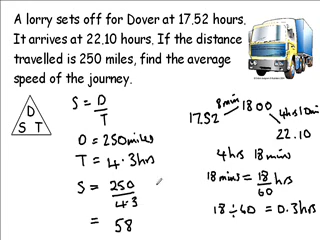 A lorry sets off for Dover at 17.52 hours.
It arrives at 22.10 hours. If the distance
travelled is 250 miles, find the average
speed of the journey.
D
S T
S = D
T
D = 250 miles
T = 4.3 hrs
S = 250
4.3
= 58
8 mins
17.52 1800
4 hrs 10 min
22.10
4 hrs 18 mins
18 mins = 18 hrs
60
18 ÷ 60 = 0.3 hrs